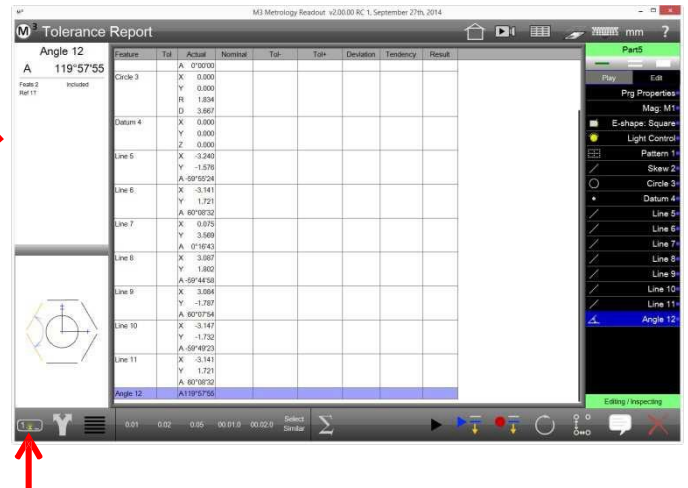 M3 Metrology Readout v2.00.00 RC 1, September 27th, 2014
M³ Tolerance Report
mm ?
Angle 12
A 119°57'55
Feats 2 Included
Ref 17
Feature Tol Actual Nominal Tol- Tol+ Deviation Tendency Result
A 0°00'00
Circle 3 X 0.000
Y 0.000
R 1.834
D 3.667
Datum 4 X 0.000
Y 0.000
Z 0.000
Line 5 X -3.240
Y -1.576
A -59°55'24
Line 6 X -3.141
Y 1.721
A 60°08'32
Line 7 X 0.075
Y 3.569
A 0°16'43
Line 8 X 3.087
Y 1.802
A -59°44'58
Line 9 X 3.084
Y -1.787
A 60°07'54
Line 10 X -3.147
Y -1.732
A -59°49'23
Line 11 X -3.141
Y 1.721
A 60°08'32
Angle 12 A119°57'55
Part5
Play Edit
Prg Properties
Mag: M1
E-shape: Square
Light Control
Pattern 1
Skew 2
Circle 3
Datum 4
Line 5
Line 6
Line 7
Line 8
Line 9
Line 10
Line 11
Angle 12
Editing / Inspecting
0.01 0.02 0.05 00.01.0 00.02.0 Select Similar Σ